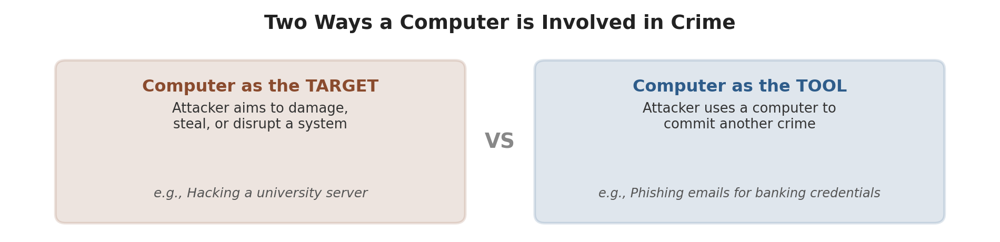 Two Ways a Computer is Involved in Crime
Computer as the TARGET
Attacker aims to damage,
steal, or disrupt a system
e.g., Hacking a university server
VS
Computer as the TOOL
Attacker uses a computer to
commit another crime
e.g., Phishing emails for banking credentials